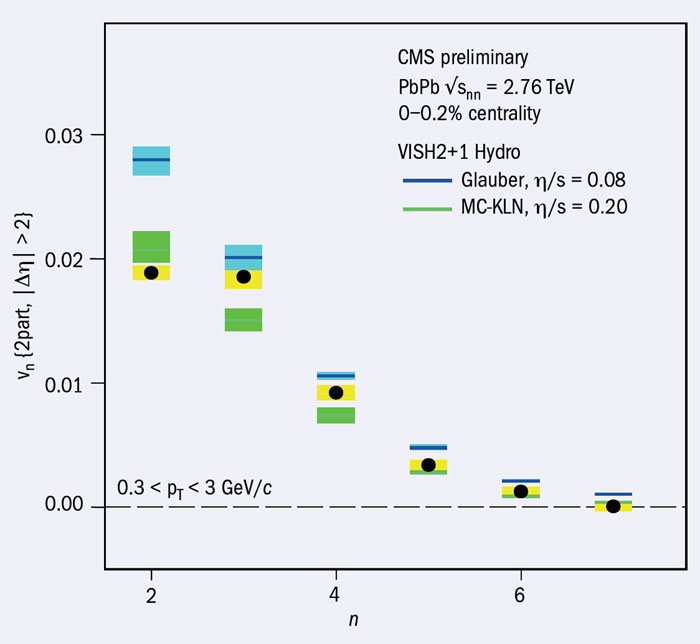 CMS preliminary
PbPb √snn = 2.76 TeV
0–0.2% centrality
VISH2+1 Hydro
Glauber, η/s = 0.08
MC-KLN, η/s = 0.20
0.03
0.02
0.01
0.00
vn {2part, |Δη| > 2}
0.3 < pT < 3 GeV/c
2
4
6
n